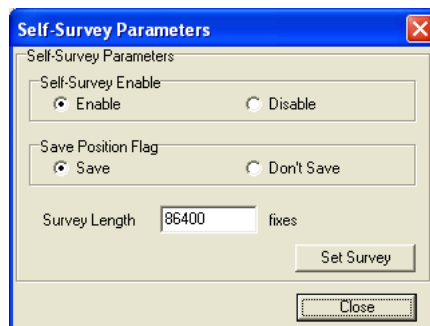 Self-Survey Parameters
Self-Survey Parameters
Self-Survey Enable
Enable Disable
Save Position Flag
Save Don't Save
Survey Length 86400 fixes
Set Survey
Close